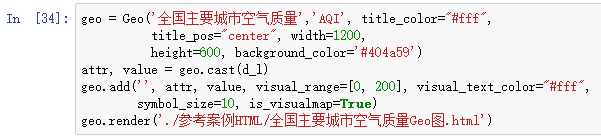 In [34]: geo = Geo('全国主要城市空气质量','AQI', title_color="#fff",
title_pos="center", width=1200,
height=600, background_color='#404a59')
attr, value = geo.cast(d_l)
geo.add('', attr, value, visual_range=[0, 200], visual_text_color="#fff",
symbol_size=10, is_visualmap=True)
geo.render('./参考案例HTML/全国主要城市空气质量Geo图.html')